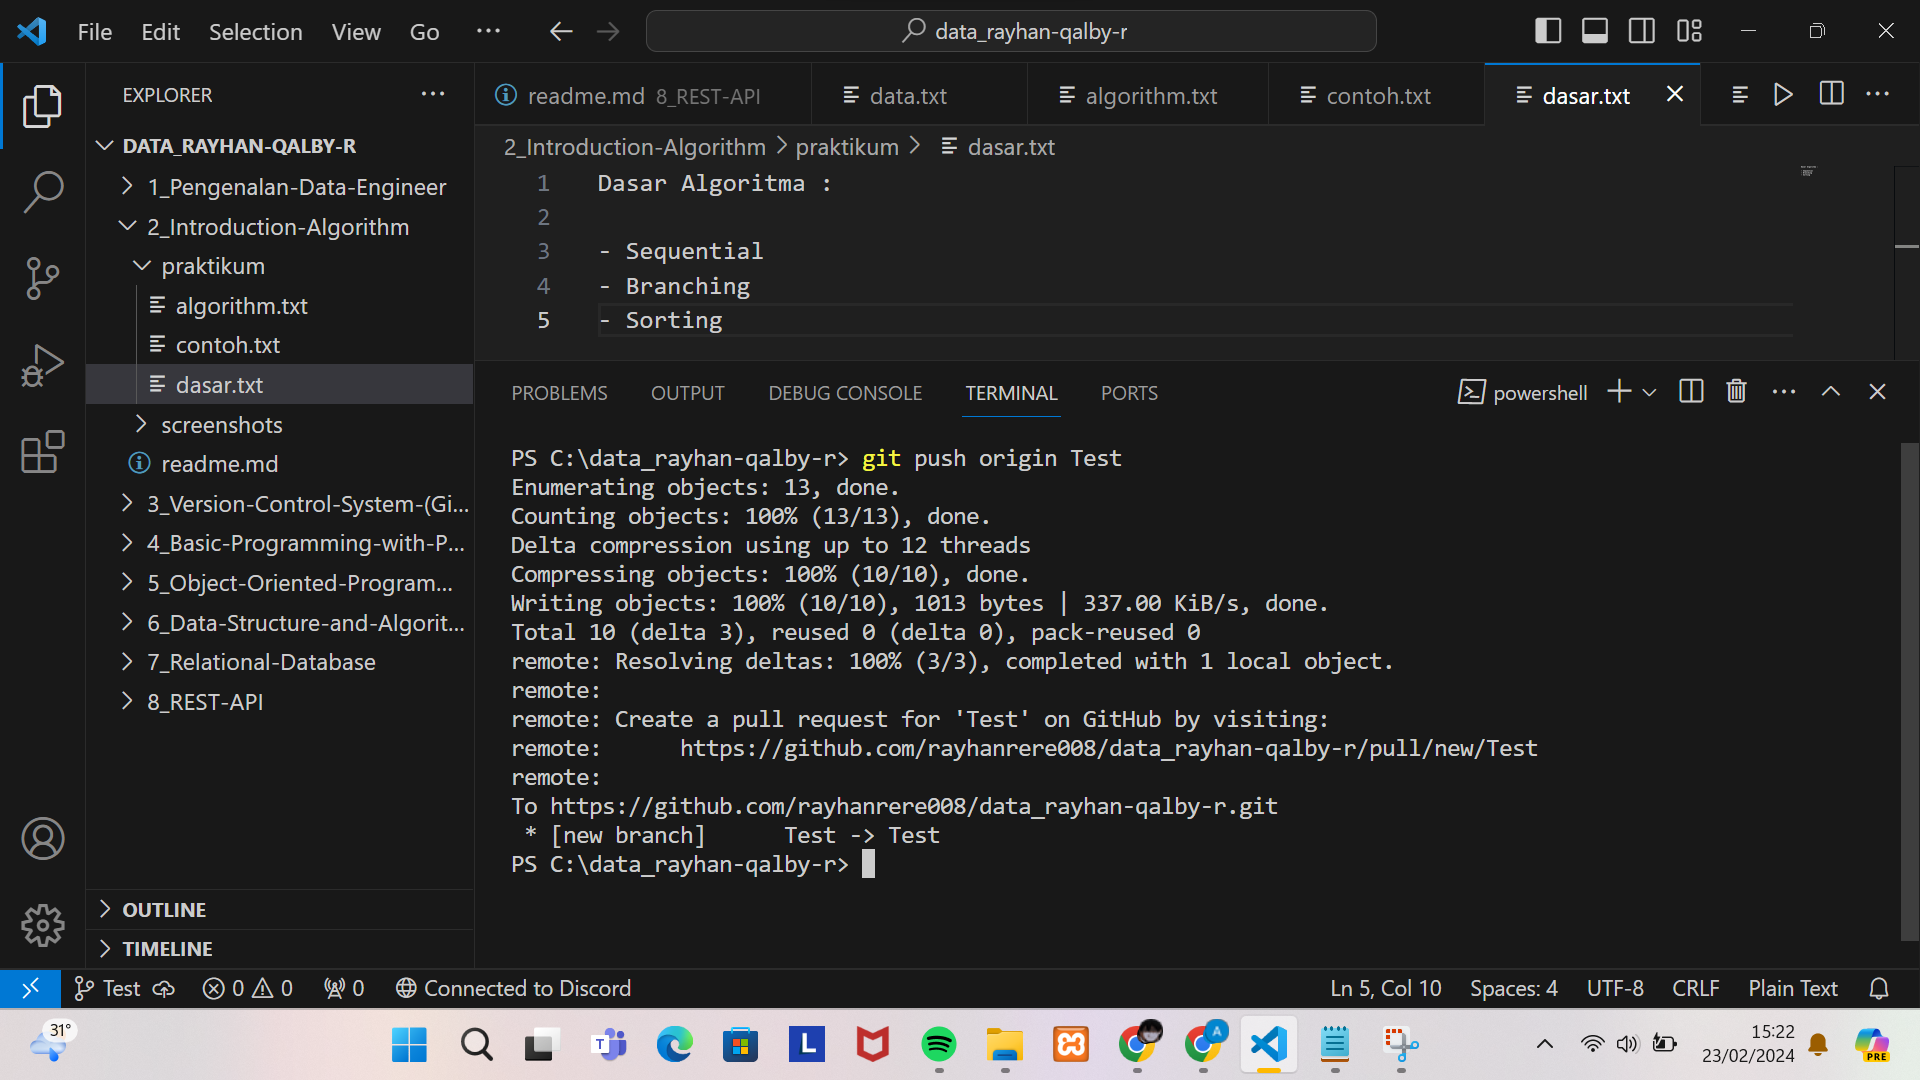 File Edit Selection View Go ··· data_rayhan-qalby-r
EXPLORER ···
DATA_RAYHAN-QALBY-R
1_Pengenalan-Data-Engineer
2_Introduction-Algorithm
praktikum
algorithm.txt
contoh.txt
dasar.txt
screenshots
readme.md
3_Version-Control-System-(Gi...
4_Basic-Programming-with-P...
5_Object-Oriented-Program...
6_Data-Structure-and-Algorit...
7_Relational-Database
8_REST-API
OUTLINE
TIMELINE
readme.md 8_REST-API data.txt algorithm.txt contoh.txt dasar.txt
2_Introduction-Algorithm > praktikum > dasar.txt
1 Dasar Algoritma :
2
3 - Sequential
4 - Branching
5 - Sorting
PROBLEMS OUTPUT DEBUG CONSOLE TERMINAL PORTS powershell
PS C:\data_rayhan-qalby-r> git push origin Test
Enumerating objects: 13, done.
Counting objects: 100% (13/13), done.
Delta compression using up to 12 threads
Compressing objects: 100% (10/10), done.
Writing objects: 100% (10/10), 1013 bytes | 337.00 KiB/s, done.
Total 10 (delta 3), reused 0 (delta 0), pack-reused 0
remote: Resolving deltas: 100% (3/3), completed with 1 local object.
remote:
remote: Create a pull request for 'Test' on GitHub by visiting:
remote:      https://github.com/rayhanrere008/data_rayhan-qalby-r/pull/new/Test
remote:
To https://github.com/rayhanrere008/data_rayhan-qalby-r.git
 * [new branch]      Test -> Test
PS C:\data_rayhan-qalby-r>
Test 0 0 0 Connected to Discord Ln 5, Col 10 Spaces: 4 UTF-8 CRLF Plain Text
31° T L A 15:22
23/02/2024
PRE